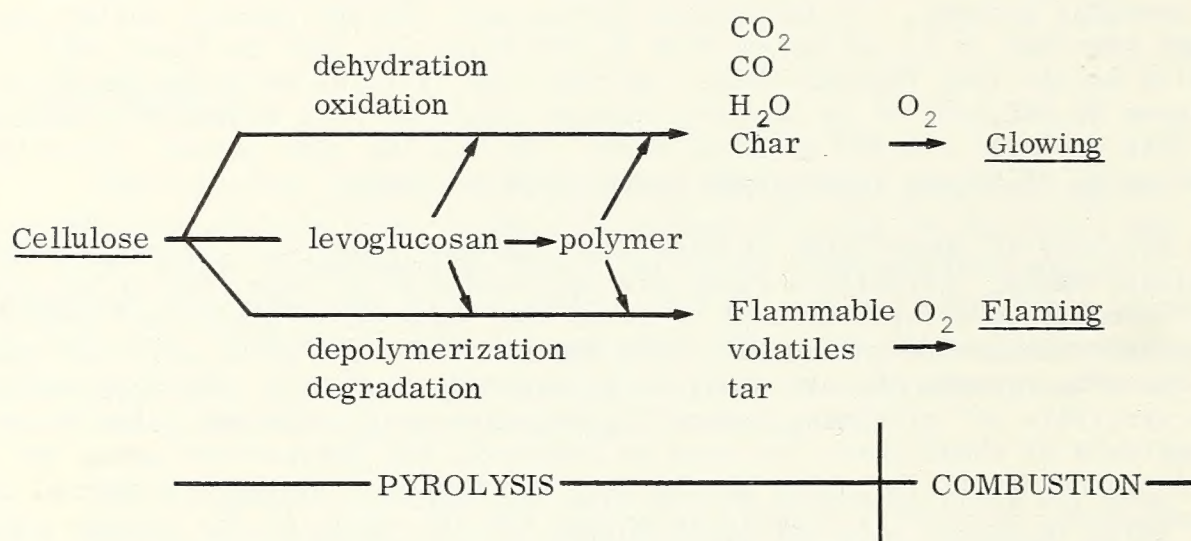 dehydration
oxidation
CO₂
CO
H₂O O₂
Char Glowing
Cellulose levoglucosan polymer
depolymerization
degradation
Flammable O₂ Flaming
volatiles
tar
PYROLYSIS COMBUSTION